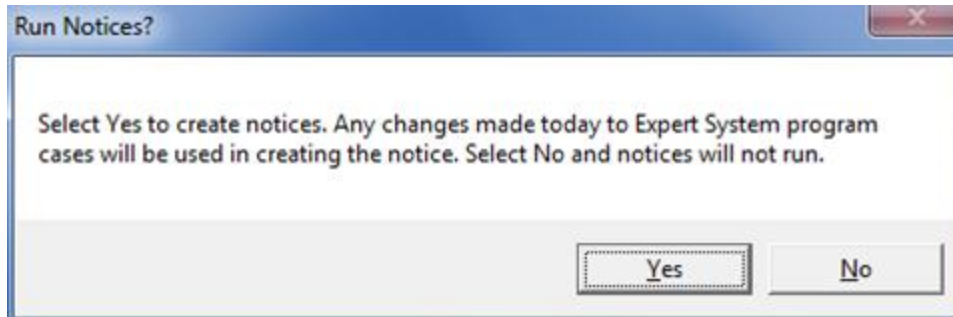 Run Notices?
Select Yes to create notices. Any changes made today to Expert System program
cases will be used in creating the notice. Select No and notices will not run.
Yes
No